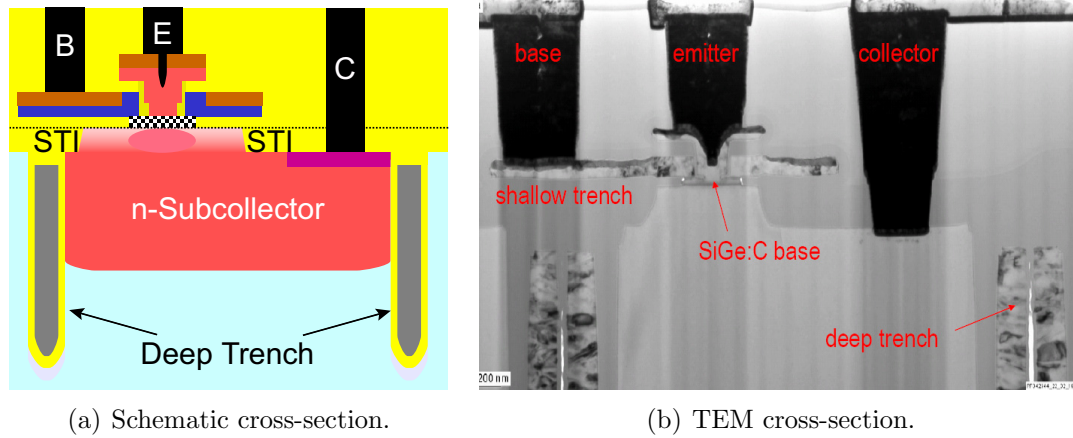 B
E
C
STI
STI
n-Subcollector
Deep Trench
base
emitter
collector
shallow trench
SiGe:C base
deep trench
200 nm
(a) Schematic cross-section.
(b) TEM cross-section.